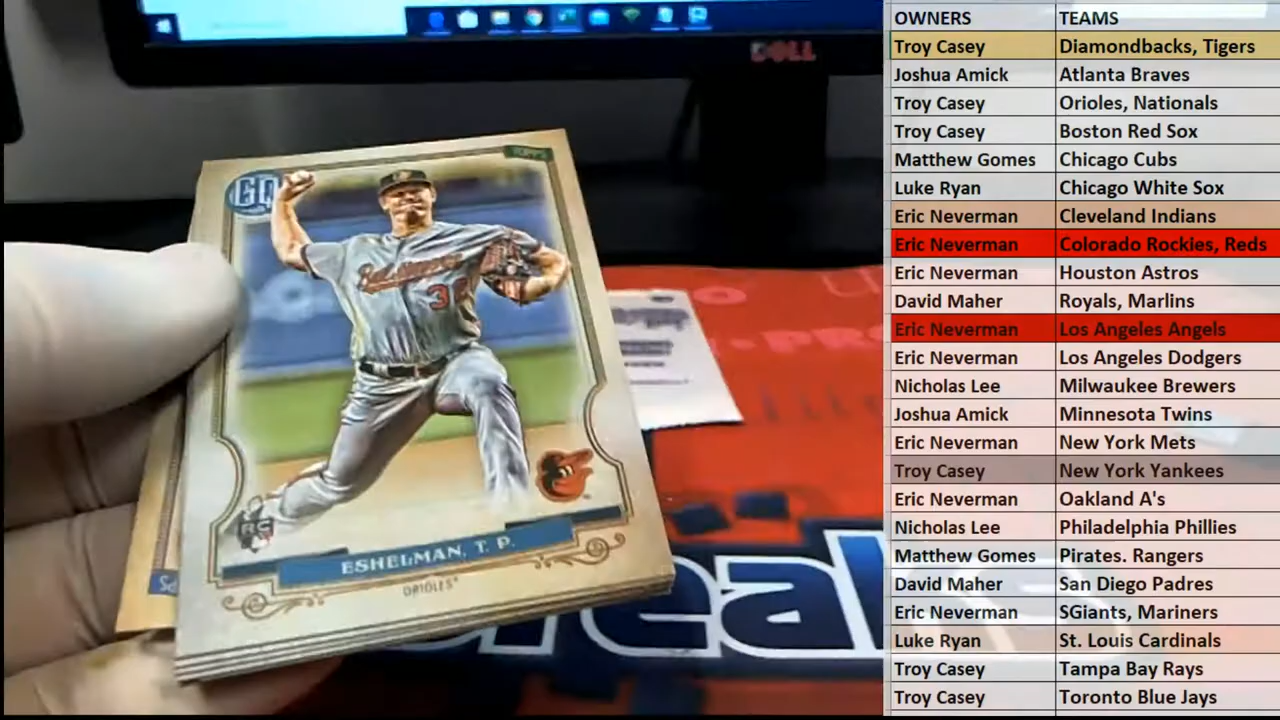 DELL
TOPPS
GQ
Baltimore
RC
ESHELMAN, T. P.
ORIOLES
OWNERS TEAMS
Troy Casey Diamondbacks, Tigers
Joshua Amick Atlanta Braves
Troy Casey Orioles, Nationals
Troy Casey Boston Red Sox
Matthew Gomes Chicago Cubs
Luke Ryan Chicago White Sox
Eric Neverman Cleveland Indians
Eric Neverman Colorado Rockies, Reds
Eric Neverman Houston Astros
David Maher Royals, Marlins
Eric Neverman Los Angeles Angels
Eric Neverman Los Angeles Dodgers
Nicholas Lee Milwaukee Brewers
Joshua Amick Minnesota Twins
Eric Neverman New York Mets
Troy Casey New York Yankees
Eric Neverman Oakland A's
Nicholas Lee Philadelphia Phillies
Matthew Gomes Pirates. Rangers
David Maher San Diego Padres
Eric Neverman SGiants, Mariners
Luke Ryan St. Louis Cardinals
Troy Casey Tampa Bay Rays
Troy Casey Toronto Blue Jays